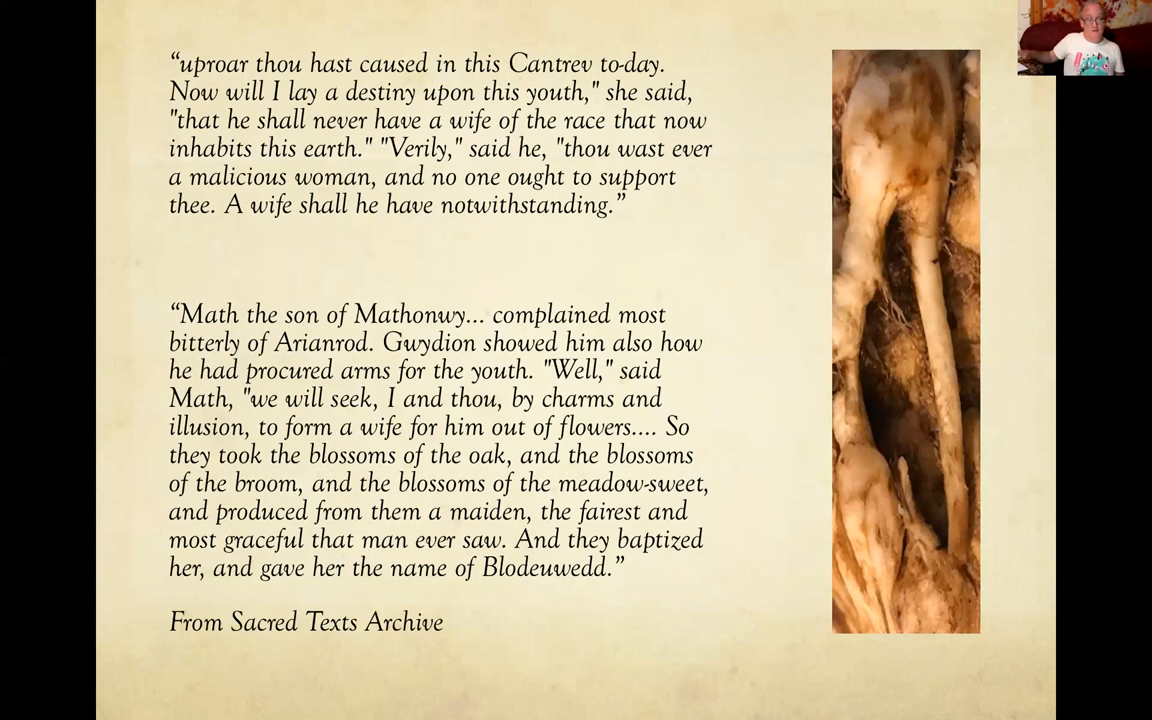 “uproar thou hast caused in this Cantrev to-day.
Now will I lay a destiny upon this youth," she said,
"that he shall never have a wife of the race that now
inhabits this earth." "Verily," said he, "thou wast ever
a malicious woman, and no one ought to support
thee. A wife shall he have notwithstanding.”
“Math the son of Mathonwy... complained most
bitterly of Arianrod. Gwydion showed him also how
he had procured arms for the youth. "Well," said
Math, "we will seek, I and thou, by charms and
illusion, to form a wife for him out of flowers.... So
they took the blossoms of the oak, and the blossoms
of the broom, and the blossoms of the meadow-sweet,
and produced from them a maiden, the fairest and
most graceful that man ever saw. And they baptized
her, and gave her the name of Blodeuwedd.”
From Sacred Texts Archive